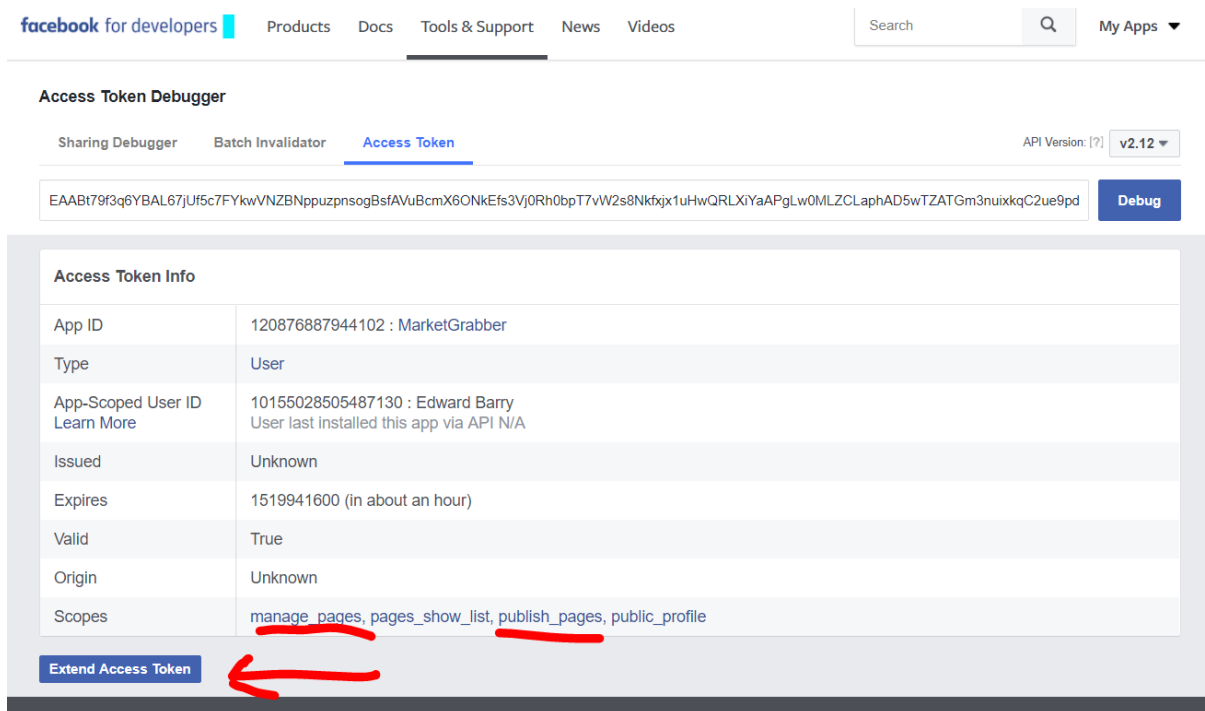 facebook for developers Products Docs Tools & Support News Videos Search My Apps
Access Token Debugger
Sharing Debugger Batch Invalidator Access Token API Version: [?] v2.12
EAABt79f3q6YBAL67jUf5c7FYkwVNZBNppuzpnsogBsfAVuBcmX6ONkEfs3Vj0Rh0bpT7vW2s8Nkfxjx1uHwQRLXiYaAPgLw0MLZCLaphAD5wTZATGm3nuixkqC2ue9pd Debug
Access Token Info
App ID 120876887944102 : MarketGrabber
Type User
App-Scoped User ID 10155028505487130 : Edward Barry
Learn More User last installed this app via API N/A
Issued Unknown
Expires 1519941600 (in about an hour)
Valid True
Origin Unknown
Scopes manage_pages, pages_show_list, publish_pages, public_profile
Extend Access Token